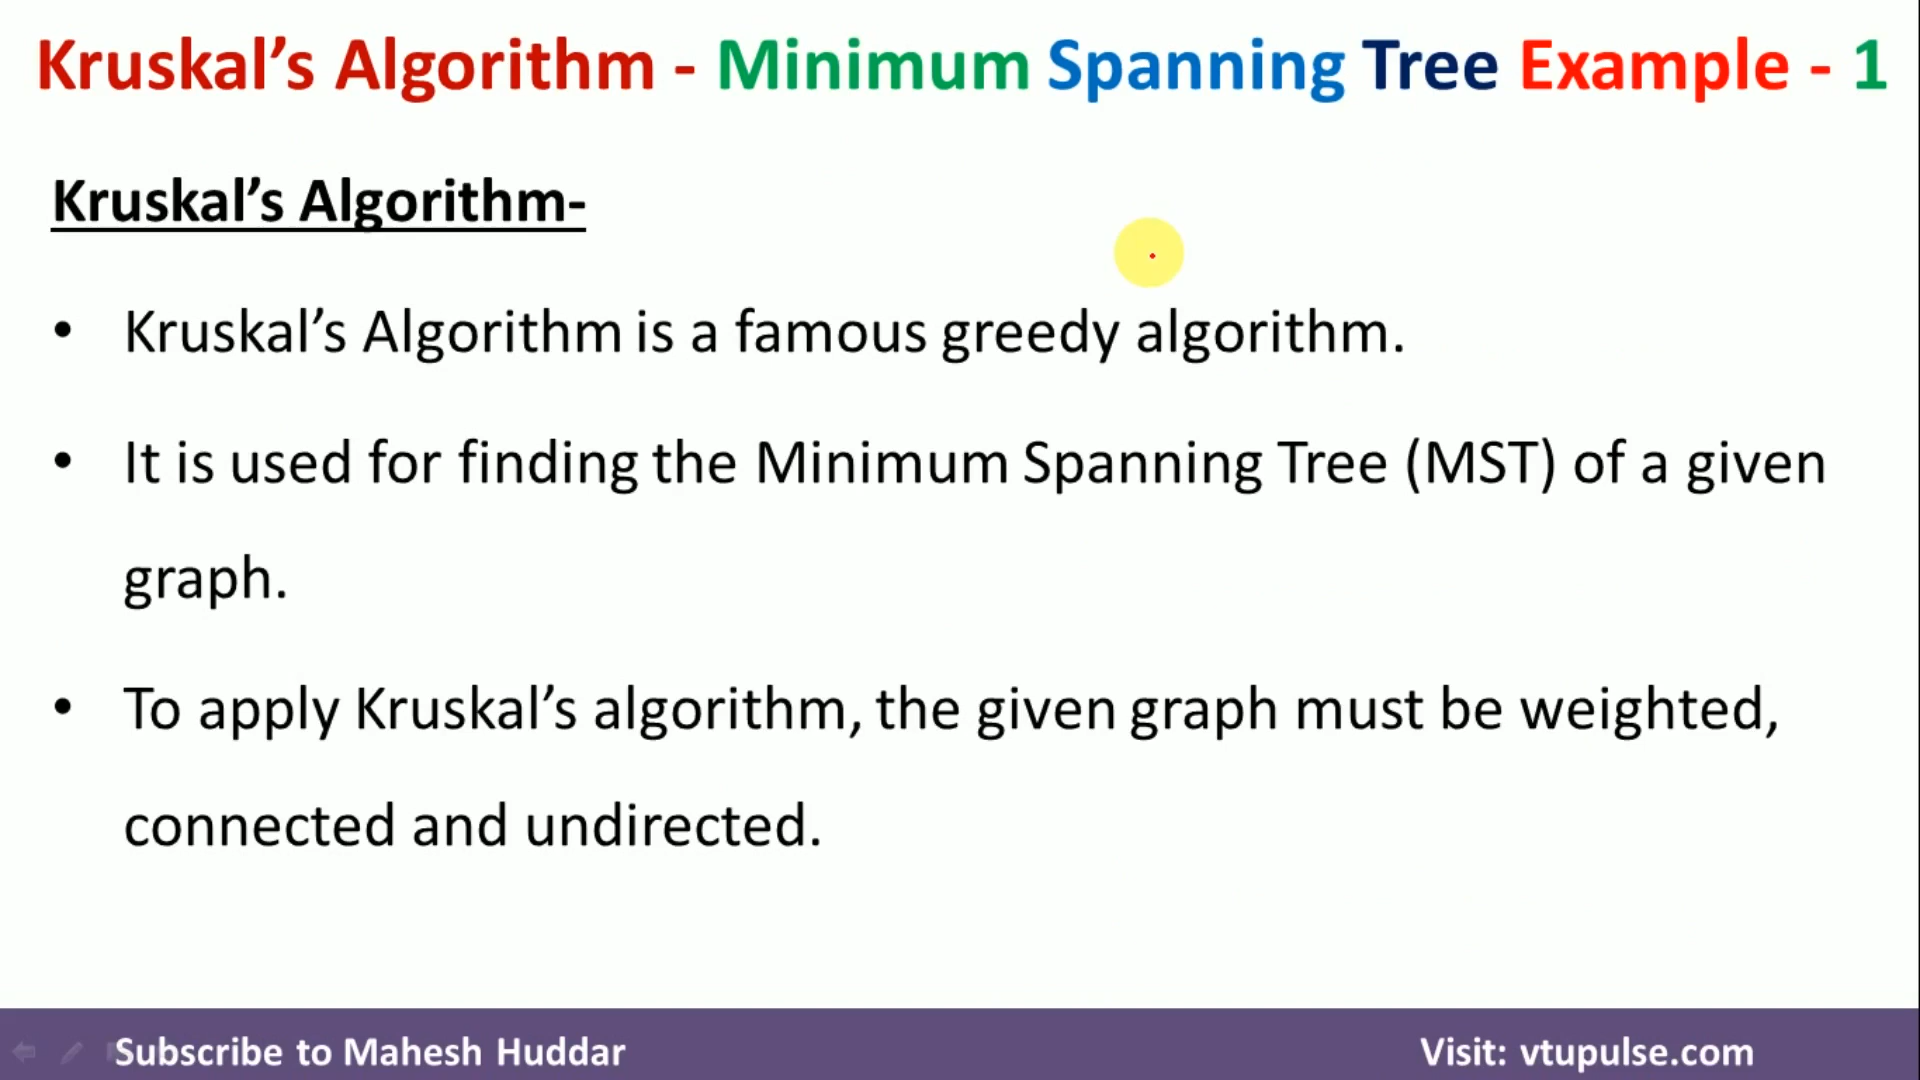 Kruskal’s Algorithm - Minimum Spanning Tree Example - 1
Kruskal’s Algorithm-
• Kruskal’s Algorithm is a famous greedy algorithm.
• It is used for finding the Minimum Spanning Tree (MST) of a given
graph.
• To apply Kruskal’s algorithm, the given graph must be weighted,
connected and undirected.
Subscribe to Mahesh Huddar
Visit: vtupulse.com